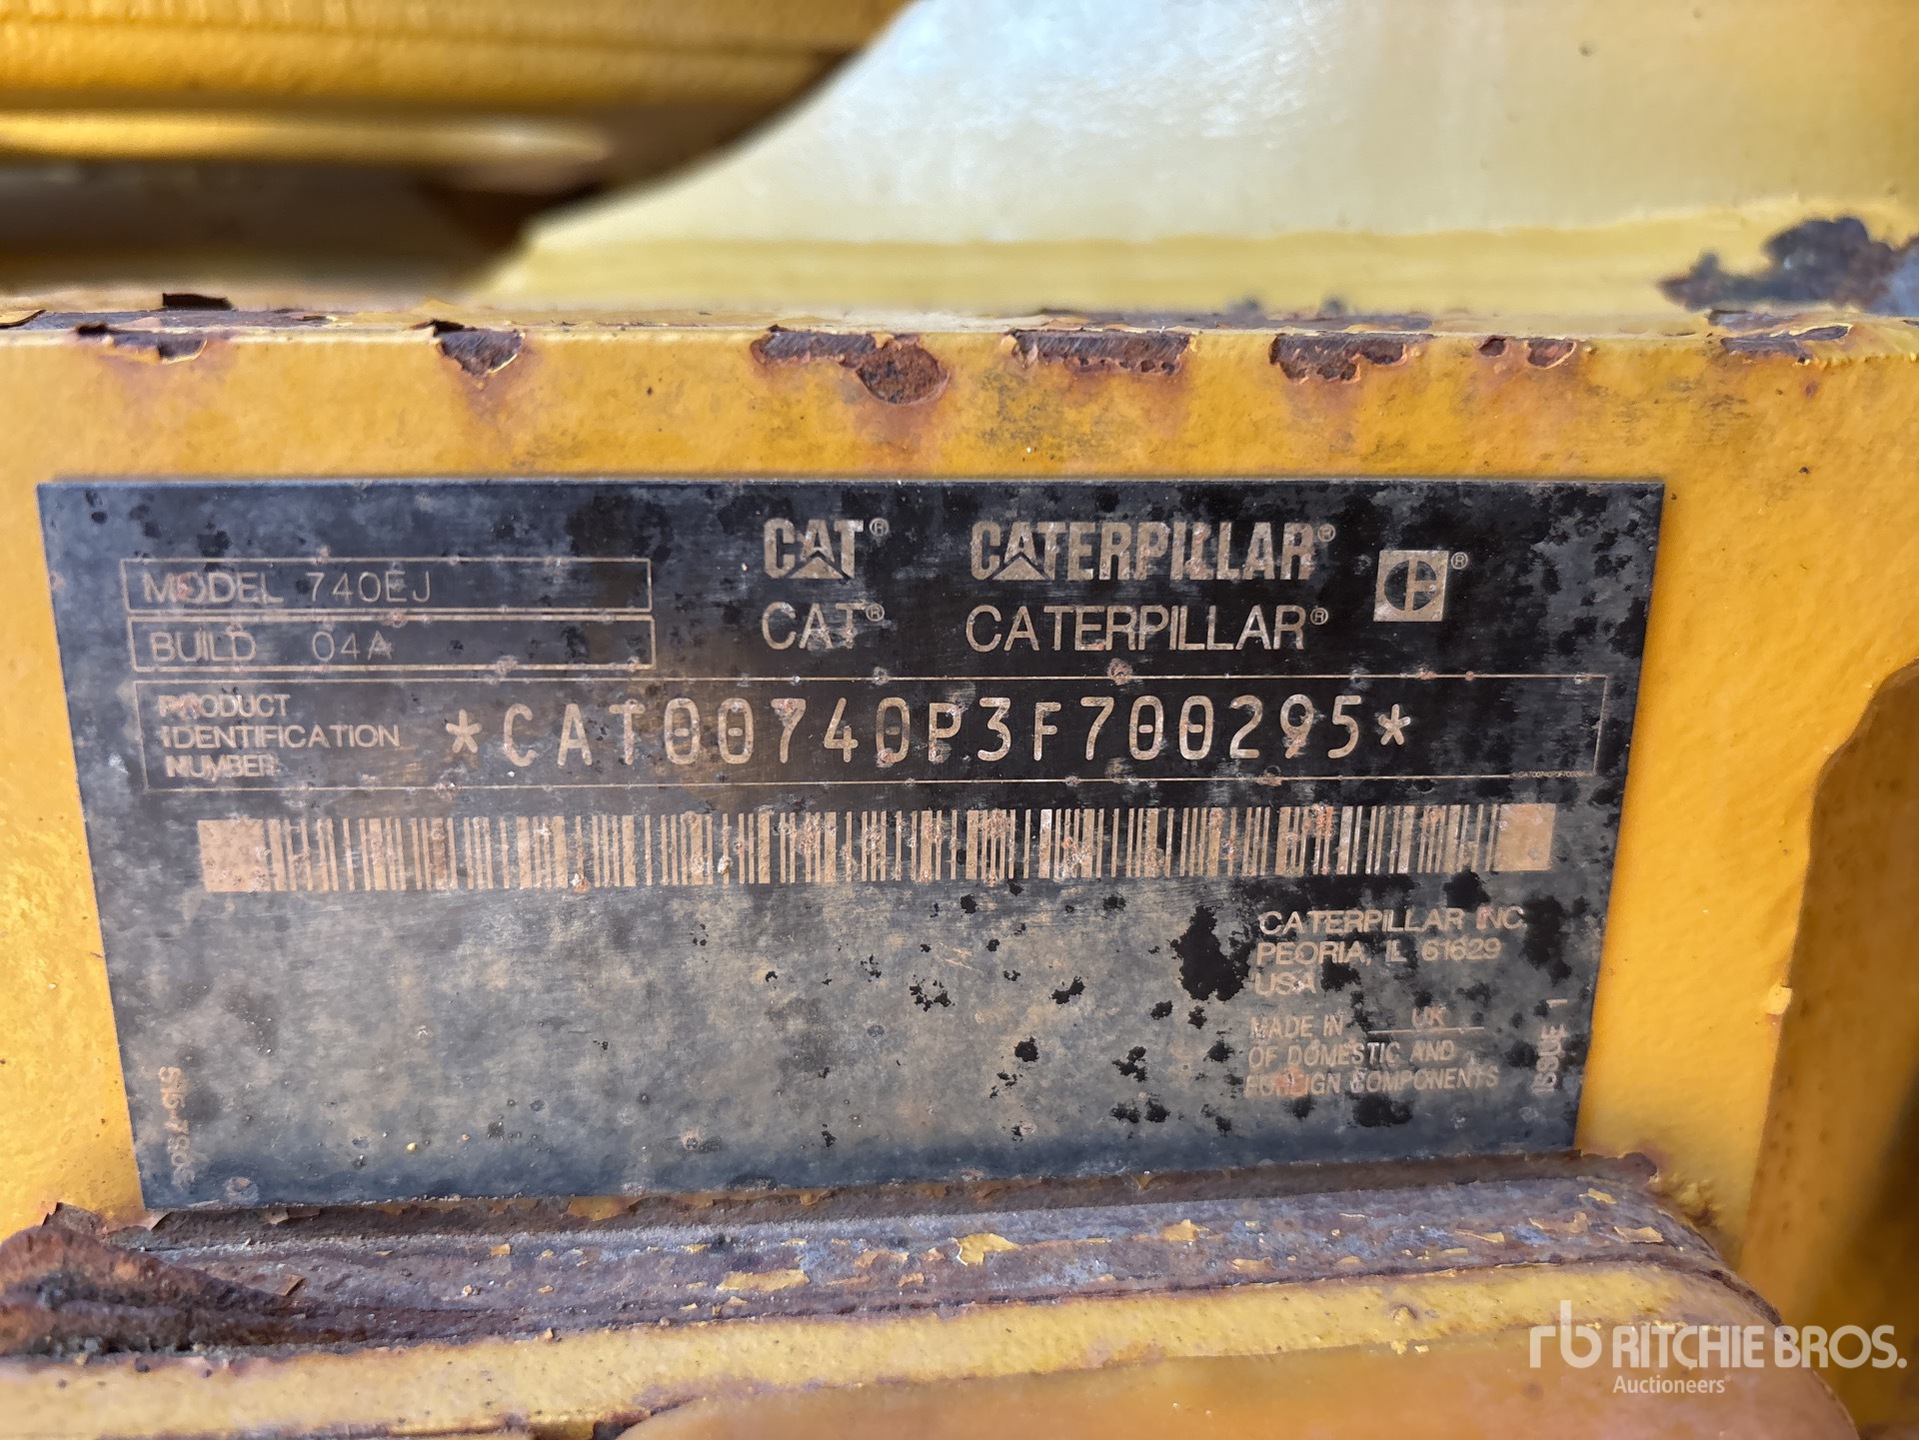 CAT® CATERPILLAR®
MODEL 740EJ
BUILD 04A
CAT® CATERPILLAR®
PRODUCT
IDENTIFICATION
NUMBER
*CAT00740P3F700295*
CATERPILLAR INC.
PEORIA, IL 61629
USA
MADE IN UK
OF DOMESTIC AND
FOREIGN COMPONENTS
ISSUE 1
rb RITCHIE BROS.
Auctioneers